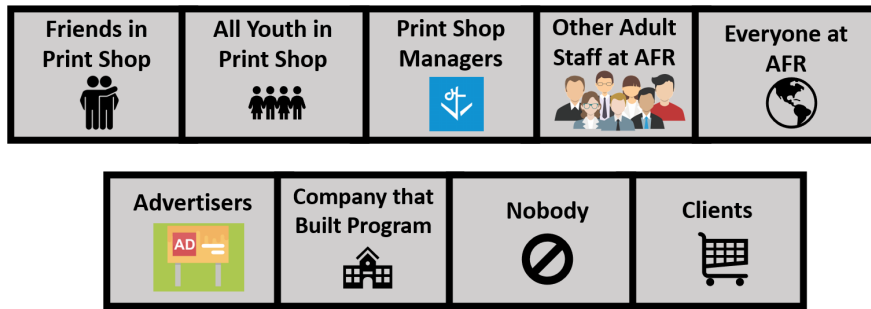 Friends in
Print Shop
All Youth in
Print Shop
Print Shop
Managers
Other Adult
Staff at AFR
Everyone at
AFR
Advertisers
AD
Company that
Built Program
Nobody
Clients